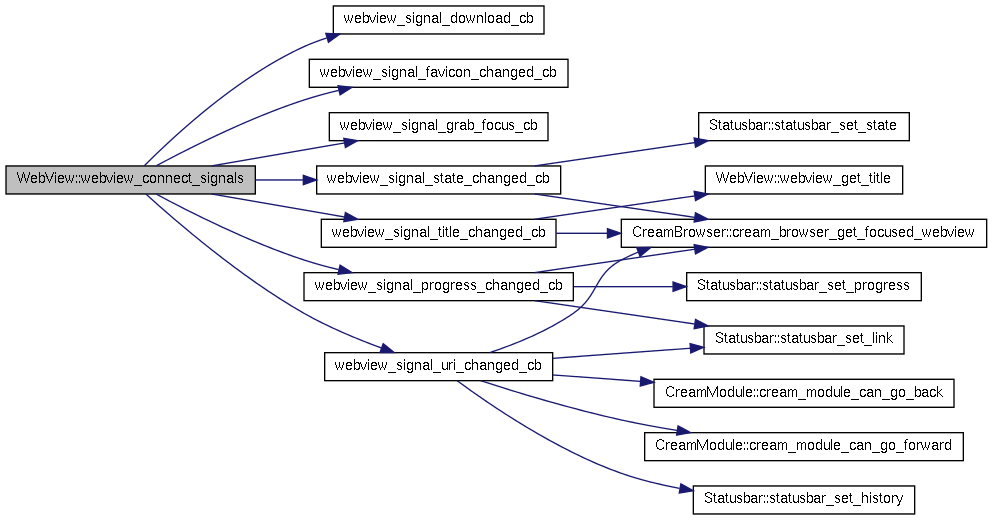 webview_signal_download_cb
webview_signal_favicon_changed_cb
webview_signal_grab_focus_cb
Statusbar::statusbar_set_state
WebView::webview_connect_signals
webview_signal_state_changed_cb
WebView::webview_get_title
webview_signal_title_changed_cb
CreamBrowser::cream_browser_get_focused_webview
webview_signal_progress_changed_cb
Statusbar::statusbar_set_progress
Statusbar::statusbar_set_link
webview_signal_uri_changed_cb
CreamModule::cream_module_can_go_back
CreamModule::cream_module_can_go_forward
Statusbar::statusbar_set_history